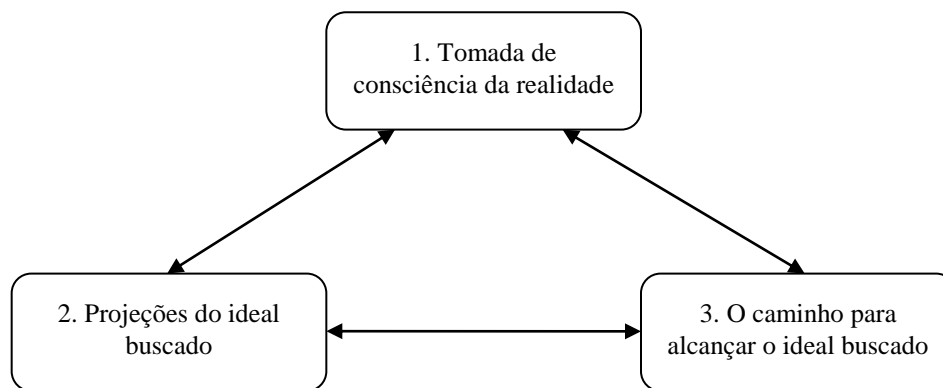 1. Tomada de
consciência da realidade
2. Projeções do ideal
buscado
3. O caminho para
alcançar o ideal buscado